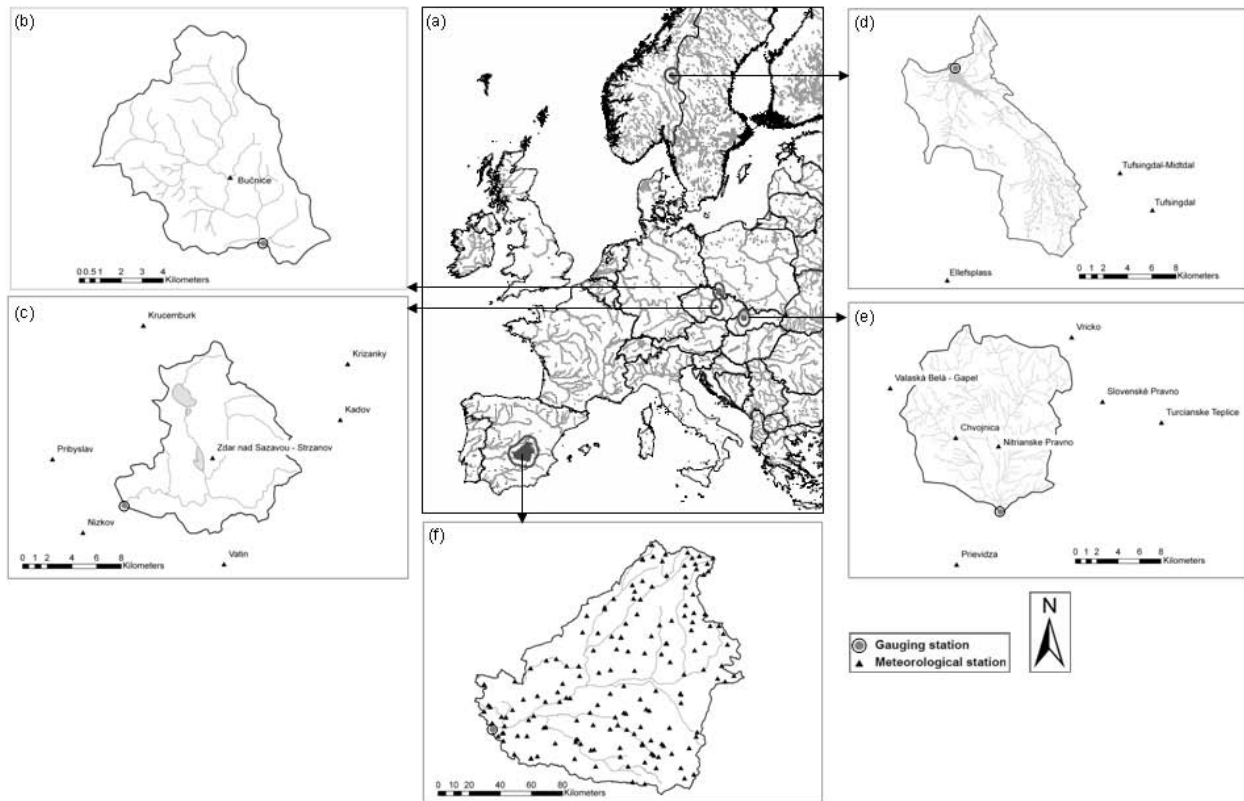 (b)
Bučnice
0 0.5 1 2 3 4
Kilometers
(a)
(d)
Tufsingdal-Midtdal
Tufsingdal
Ellefsplass
0 1 2 4 6 8
Kilometers
(c)
Krucemburk
Krizanky
Kadov
Pribyslav
Zdar nad Sazavou - Strzanov
Nizkov
Vatin
0 1 2 4 6 8
Kilometers
(e)
Vricko
Valaská Belá - Gapel
Slovenské Pravno
Turcianske Teplice
Chvojnica
Nitrianske Pravno
Prievidza
0 1 2 4 6 8
Kilometers
(f)
0 10 20 40 60 80
Kilometers
N
Gauging station
Meteorological station